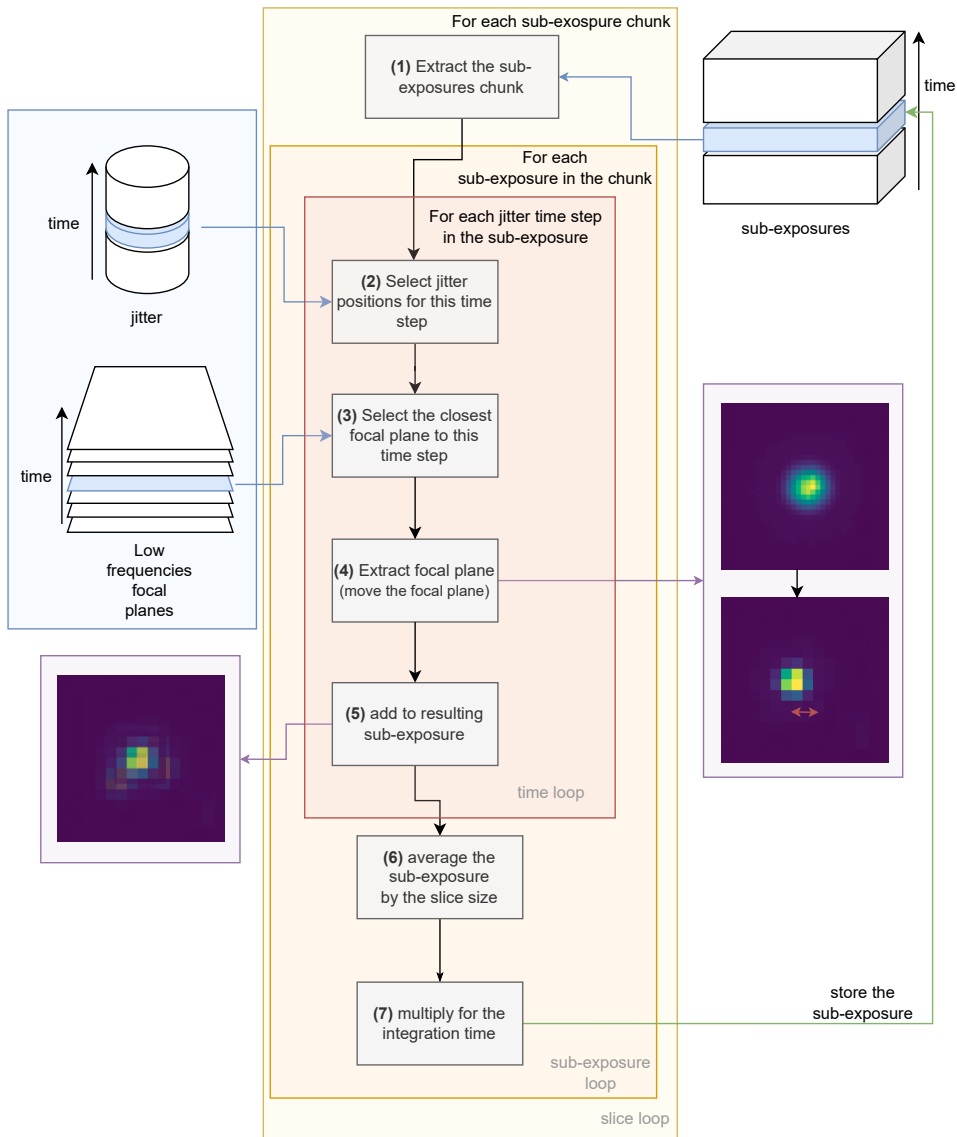 For each sub-exospure chunk
(1) Extract the sub-
exposures chunk
time
sub-exposures
For each
sub-exposure in the chunk
time
jitter
For each jitter time step
in the sub-exposure
(2) Select jitter
positions for this time
step
(3) Select the closest
focal plane to this
time step
time
Low
frequencies
focal
planes
(4) Extract focal plane
(move the focal plane)
(5) add to resulting
sub-exposure
time loop
(6) average the
sub-exposure
by the slice size
(7) multiply for the
integration time
store the
sub-exposure
sub-exposure
loop
slice loop